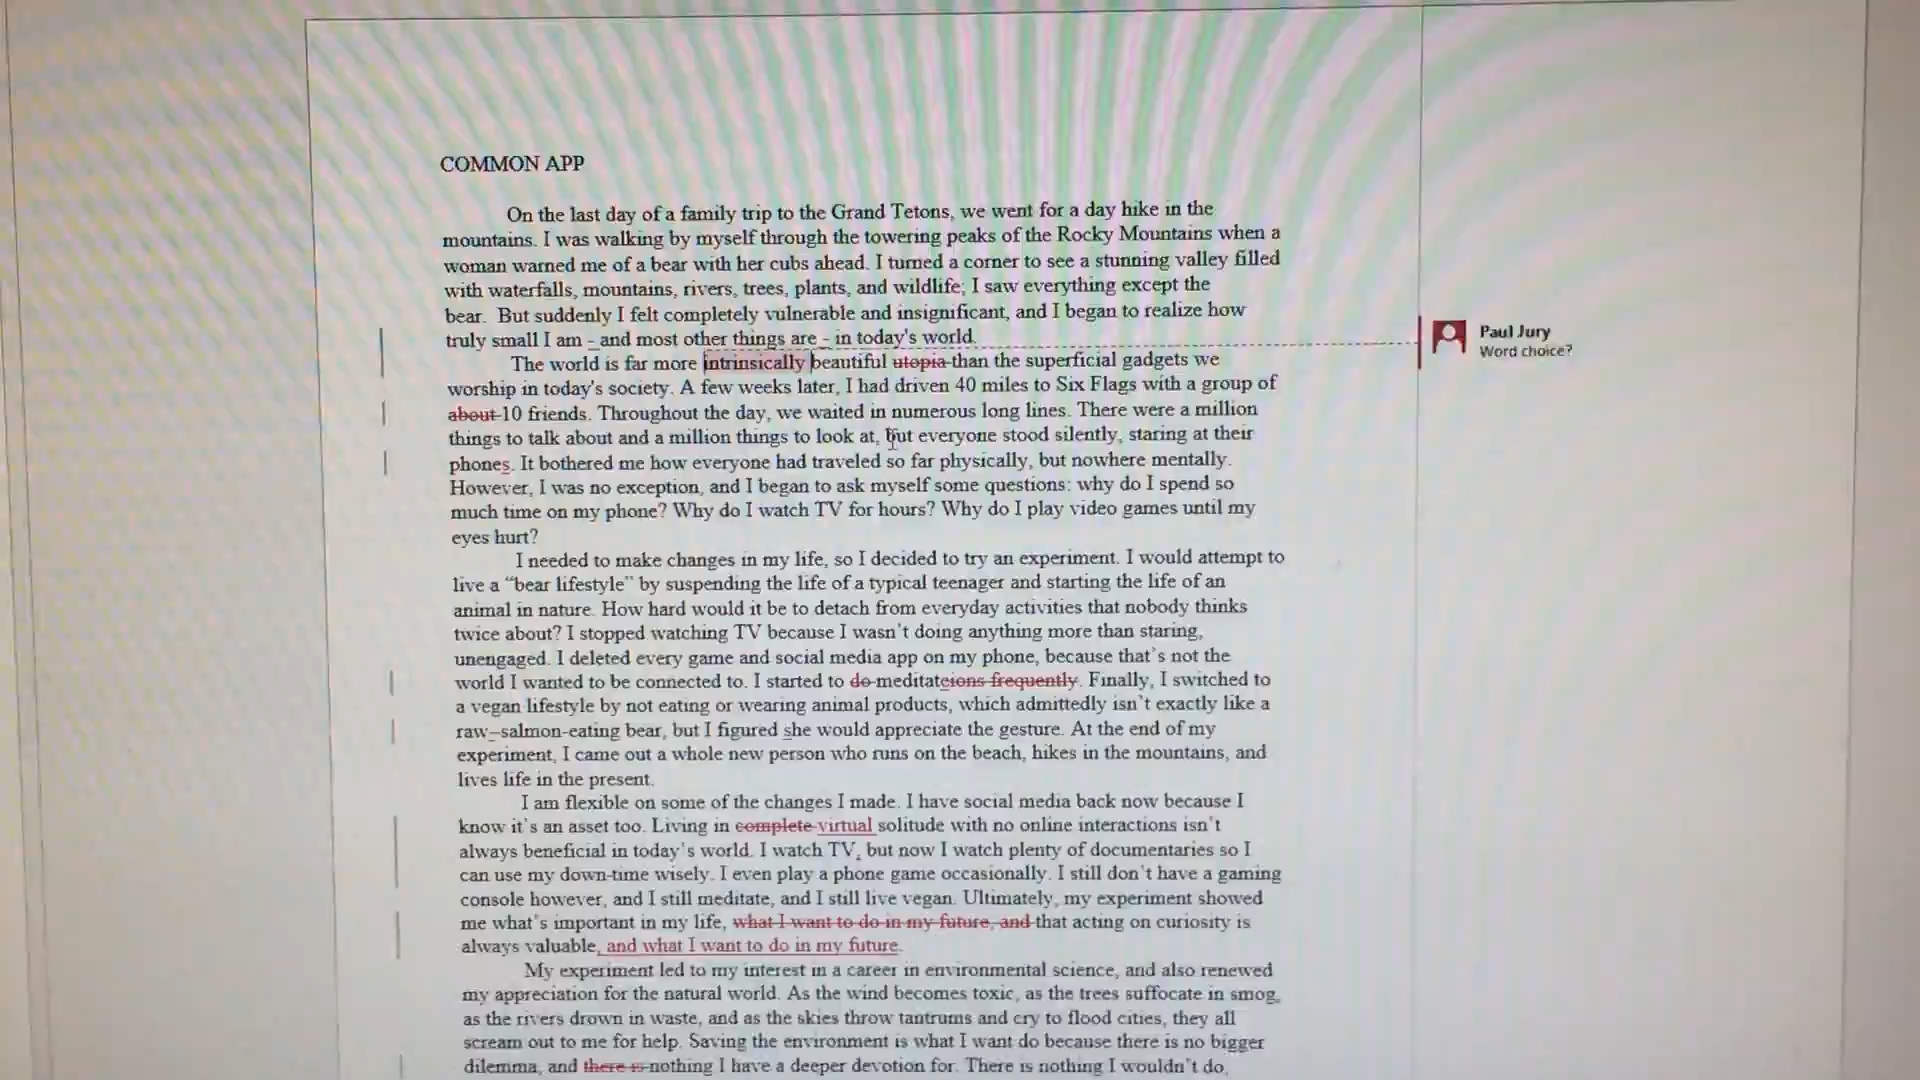 COMMON APP
On the last day of a family trip to the Grand Tetons, we went for a day hike in the
mountains. I was walking by myself through the towering peaks of the Rocky Mountains when a
woman warned me of a bear with her cubs ahead. I turned a corner to see a stunning valley filled
with waterfalls, mountains, rivers, trees, plants, and wildlife; I saw everything except the
bear. But suddenly I felt completely vulnerable and insignificant, and I began to realize how
truly small I am - and most other things are - in today's world.
The world is far more intrinsically beautiful utopia than the superficial gadgets we
worship in today's society. A few weeks later, I had driven 40 miles to Six Flags with a group of
about 10 friends. Throughout the day, we waited in numerous long lines. There were a million
things to talk about and a million things to look at, but everyone stood silently, staring at their
phones. It bothered me how everyone had traveled so far physically, but nowhere mentally.
However, I was no exception, and I began to ask myself some questions: why do I spend so
much time on my phone? Why do I watch TV for hours? Why do I play video games until my
eyes hurt?
I needed to make changes in my life, so I decided to try an experiment. I would attempt to
live a “bear lifestyle” by suspending the life of a typical teenager and starting the life of an
animal in nature. How hard would it be to detach from everyday activities that nobody thinks
twice about? I stopped watching TV because I wasn't doing anything more than staring,
unengaged. I deleted every game and social media app on my phone, because that's not the
world I wanted to be connected to. I started to do meditateions frequently. Finally, I switched to
a vegan lifestyle by not eating or wearing animal products, which admittedly isn't exactly like a
raw-salmon-eating bear, but I figured she would appreciate the gesture. At the end of my
experiment, I came out a whole new person who runs on the beach, hikes in the mountains, and
lives life in the present.
I am flexible on some of the changes I made. I have social media back now because I
know it's an asset too. Living in complete virtual solitude with no online interactions isn't
always beneficial in today's world. I watch TV, but now I watch plenty of documentaries so I
can use my down-time wisely. I even play a phone game occasionally. I still don't have a gaming
console however, and I still meditate, and I still live vegan. Ultimately, my experiment showed
me what's important in my life, what I want to do in my future, and that acting on curiosity is
always valuable, and what I want to do in my future.
My experiment led to my interest in a career in environmental science, and also renewed
my appreciation for the natural world. As the wind becomes toxic, as the trees suffocate in smog,
as the rivers drown in waste, and as the skies throw tantrums and cry to flood cities, they all
scream out to me for help. Saving the environment is what I want do because there is no bigger
dilemma, and there is nothing I have a deeper devotion for. There is nothing I wouldn't do,
Paul Jury
Word choice?